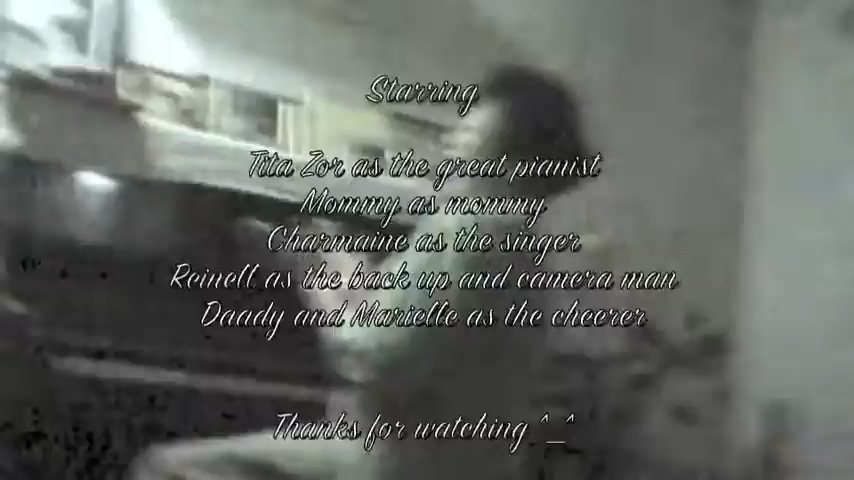 Starring
Tita Zor as the great pianist
Mommy as mommy
Charmaine as the singer
Reinell as the back up and camera man
Daady and Marielle as the cheerer
Thanks for watching ^_^